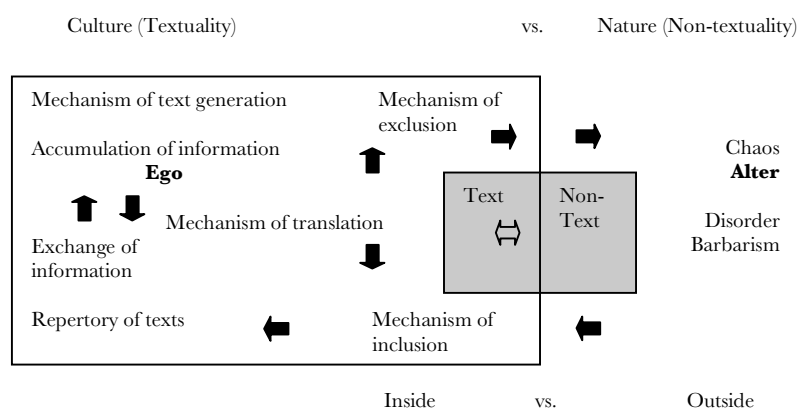 Culture (Textuality) vs. Nature (Non-textuality)
Mechanism of text generation
Mechanism of
exclusion
Accumulation of information
Ego
Chaos
Alter
Text
Non-
Text
Mechanism of translation
Disorder
Barbarism
Exchange of
information
Repertory of texts
Mechanism of
inclusion
Inside vs. Outside